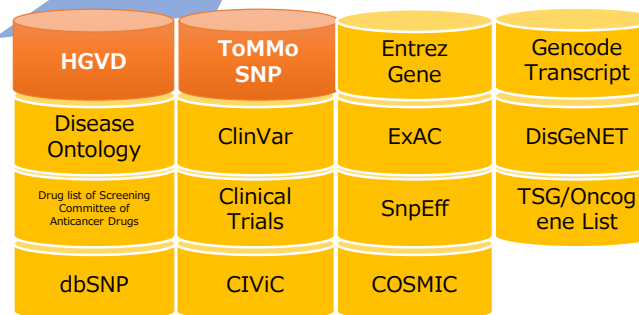 HGVD
ToMMo
SNP
Entrez
Gene
Gencode
Transcript
Disease
Ontology
ClinVar
ExAC
DisGeNET
Drug list of Screening
Committee of
Anticancer Drugs
Clinical
Trials
SnpEff
TSG/Oncog
ene List
dbSNP
CIViC
COSMIC